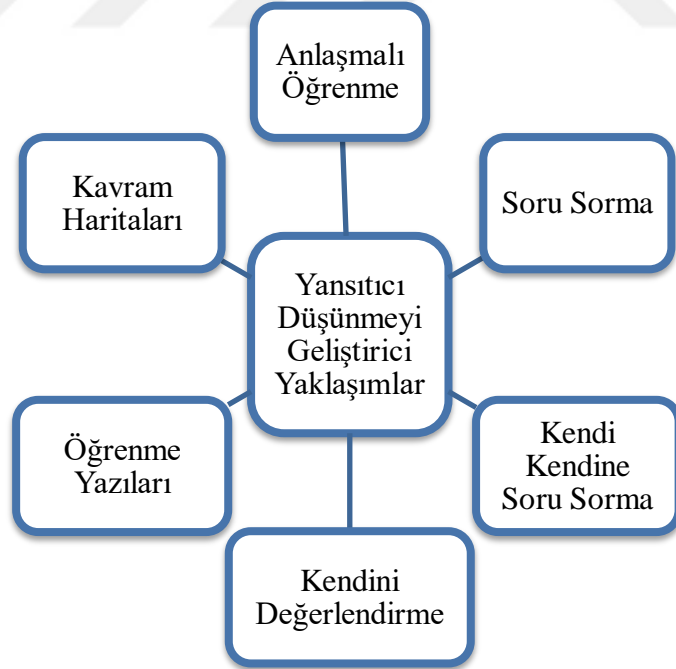 Anlaşmalı
Öğrenme
Kavram
Haritaları
Soru Sorma
Yansıtıcı
Düşünmeyi
Geliştirici
Yaklaşımlar
Öğrenme
Yazıları
Kendi
Kendine
Soru Sorma
Kendini
Değerlendirme